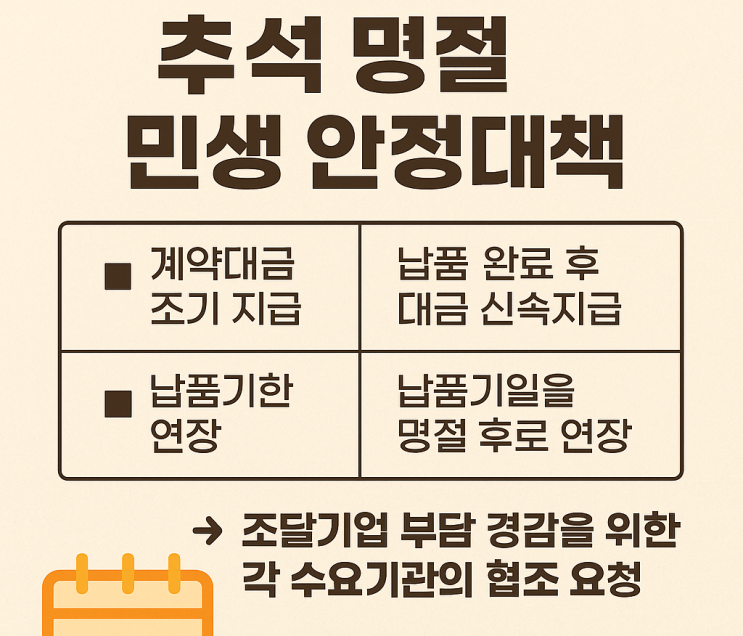 추석 명절
민생 안정대책
■ 계약대금
조기 지급
납품 완료 후
대금 신속지급
■ 납품기한
연장
납품기일을
명절 후로 연장
→ 조달기업 부담 경감을 위한
각 수요기관의 협조 요청